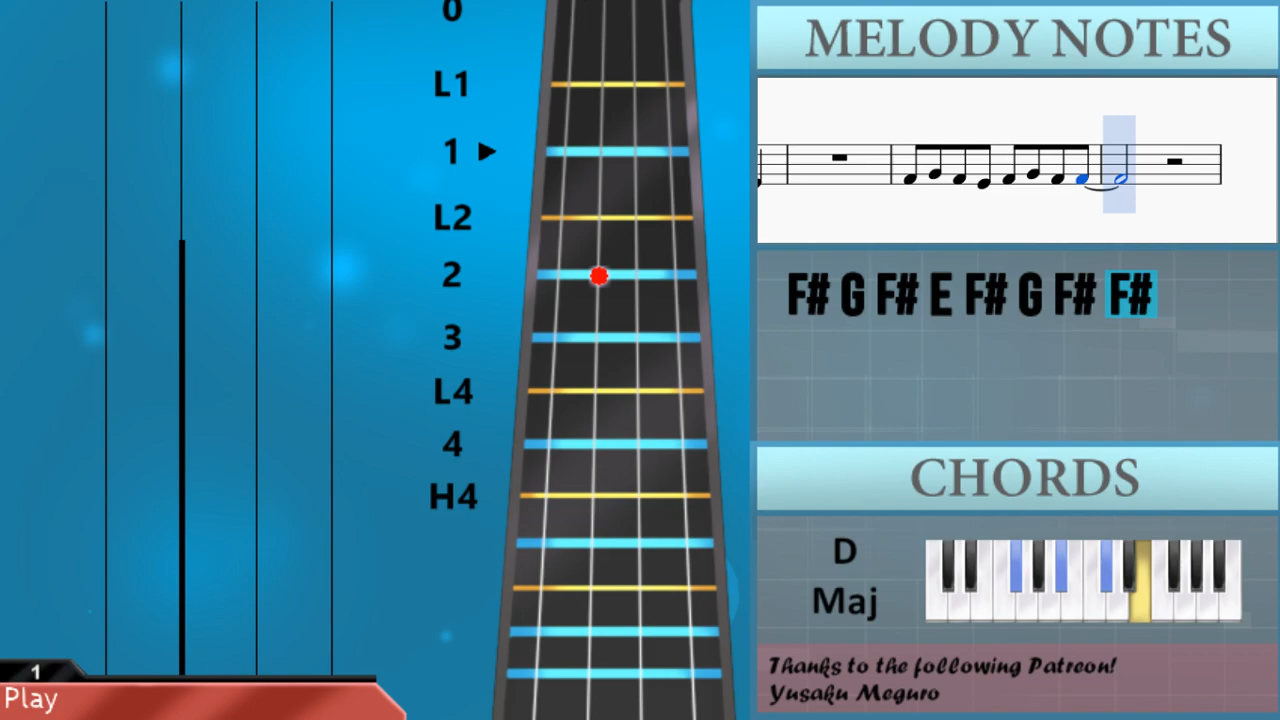 0
L1
1 ►
L2
2
3
L4
4
H4
1
Play
MELODY NOTES
F# G F# E F# G F# F#
CHORDS
D
Maj
Thanks to the following Patreon!
Yusaku Meguro